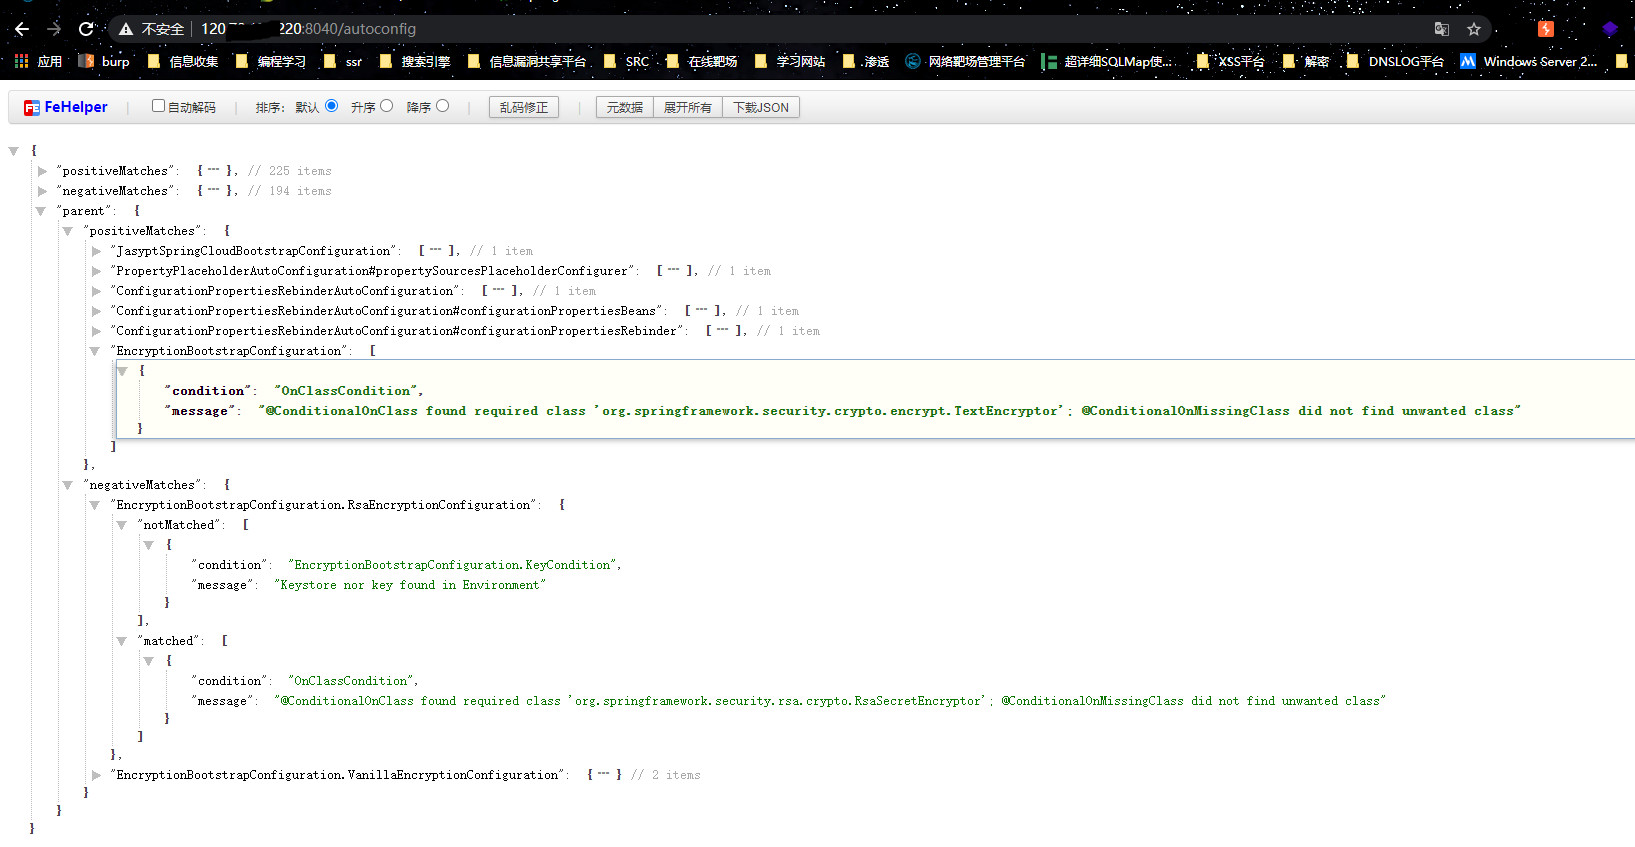 不安全 120 220:8040/autoconfig
应用 burp 信息收集 编程学习 ssr 搜索引擎 信息漏洞共享平台 SRC 在线靶场 学习网站 .渗透 网络靶场管理平台 超详细SQLMap使... XSS平台 解密 DNSLOG平台 Windows Server 2...
FeHelper 自动解码 排序: 默认 升序 降序 乱码修正 元数据 展开所有 下载JSON
{
"positiveMatches": { ... }, // 225 items
"negativeMatches": { ... }, // 194 items
"parent": {
"positiveMatches": {
"JasyptSpringCloudBootstrapConfiguration": [ ... ], // 1 item
"PropertyPlaceholderAutoConfiguration#propertySourcesPlaceholderConfigurer": [ ... ], // 1 item
"ConfigurationPropertiesRebinderAutoConfiguration": [ ... ], // 1 item
"ConfigurationPropertiesRebinderAutoConfiguration#configurationPropertiesBeans": [ ... ], // 1 item
"ConfigurationPropertiesRebinderAutoConfiguration#configurationPropertiesRebinder": [ ... ], // 1 item
"EncryptionBootstrapConfiguration": [
{
"condition": "OnClassCondition",
"message": "@ConditionalOnClass found required class 'org.springframework.security.crypto.encrypt.TextEncryptor'; @ConditionalOnMissingClass did not find unwanted class"
}
]
},
"negativeMatches": {
"EncryptionBootstrapConfiguration.RsaEncryptionConfiguration": {
"notMatched": [
{
"condition": "EncryptionBootstrapConfiguration.KeyCondition",
"message": "Keystore nor key found in Environment"
}
],
"matched": [
{
"condition": "OnClassCondition",
"message": "@ConditionalOnClass found required class 'org.springframework.security.rsa.crypto.RsaSecretEncryptor'; @ConditionalOnMissingClass did not find unwanted class"
}
]
},
"EncryptionBootstrapConfiguration.VanillaEncryptionConfiguration": { ... } // 2 items
}
}
}